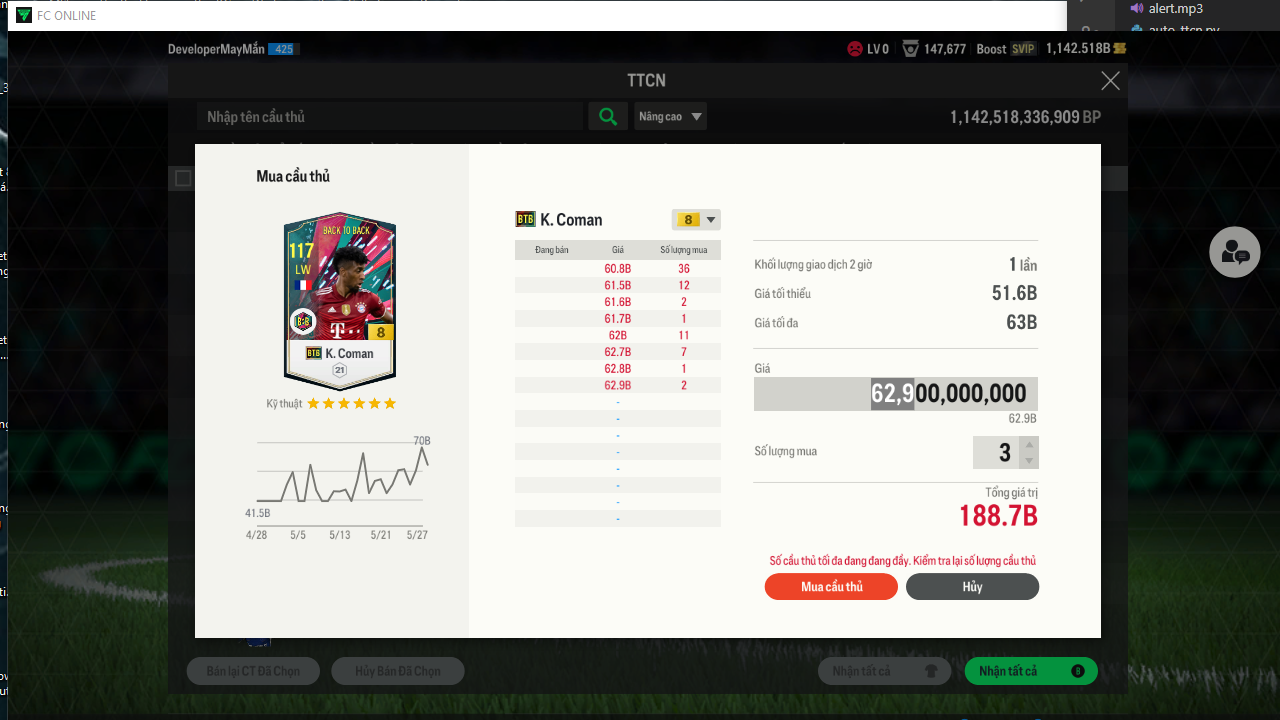 FC ONLINE
alert.mp3
auto_ttcn.py
DeveloperMayMắn 425
LV 0 147,677 Boost SVIP 1,142.518B
TTCN
Nhập tên cầu thủ
Nâng cao
1,142,518,336,909 BP
Mua cầu thủ
BACK TO BACK
117
LW
T
8
BTB K. Coman
21
Kỹ thuật
70B
41.5B
4/28 5/5 5/13 5/21 5/27
BTB K. Coman 8
Đang bán Giá Số lượng mua
60.8B 36
61.5B 12
61.6B 2
61.7B 1
62B 11
62.7B 7
62.8B 1
62.9B 2
-
-
-
-
-
-
-
-
Khối lượng giao dịch 2 giờ 1 lần
Giá tối thiểu 51.6B
Giá tối đa 63B
Giá
62,900,000,000
62.9B
Số lượng mua 3
Tổng giá trị
188.7B
Số cầu thủ tối đa đang đang đầy. Kiểm tra lại số lượng cầu thủ
Mua cầu thủ
Hủy
Bán lại CT Đã Chọn
Hủy Bán Đã Chọn
Nhận tất cả
Nhận tất cả 8